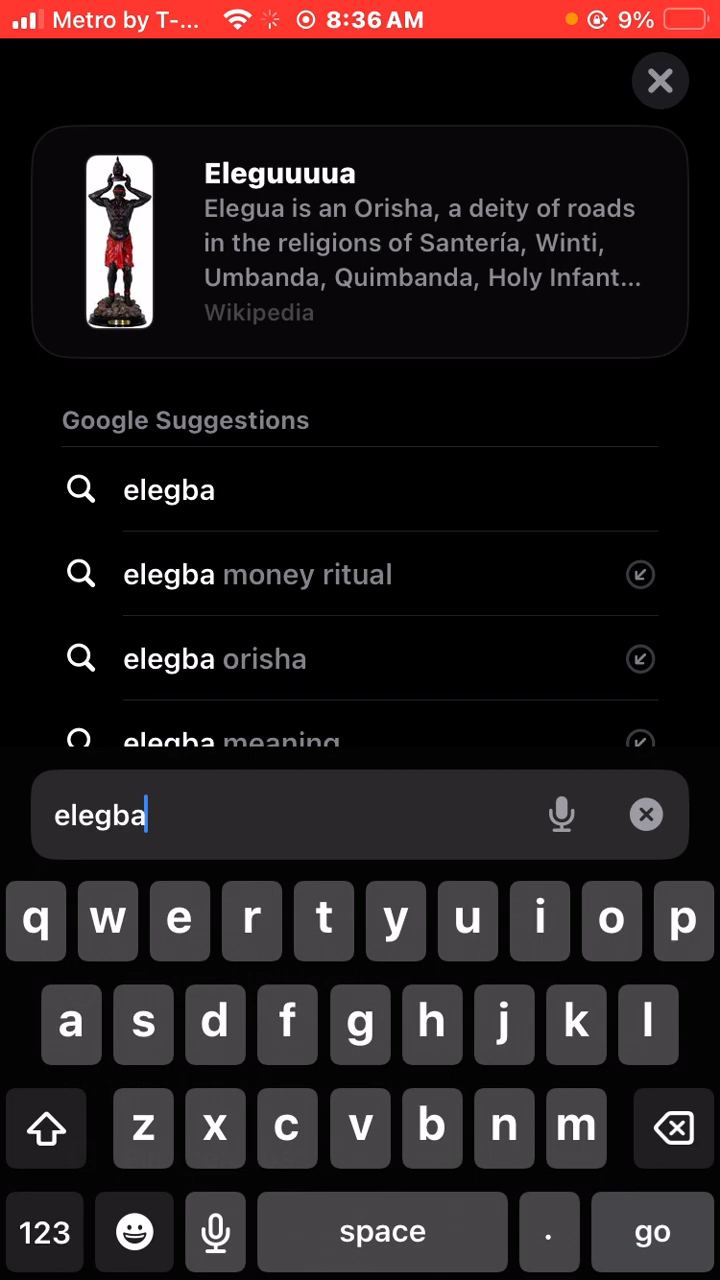 Metro by T-... 8:36 AM 9%
Eleguuuua
Elegua is an Orisha, a deity of roads
in the religions of Santería, Winti,
Umbanda, Quimbanda, Holy Infant...
Wikipedia
Google Suggestions
elegba
elegba money ritual
elegba orisha
elegba meaning
elegba
q w e r t y u i o p
a s d f g h j k l
z x c v b n m
123 space . go